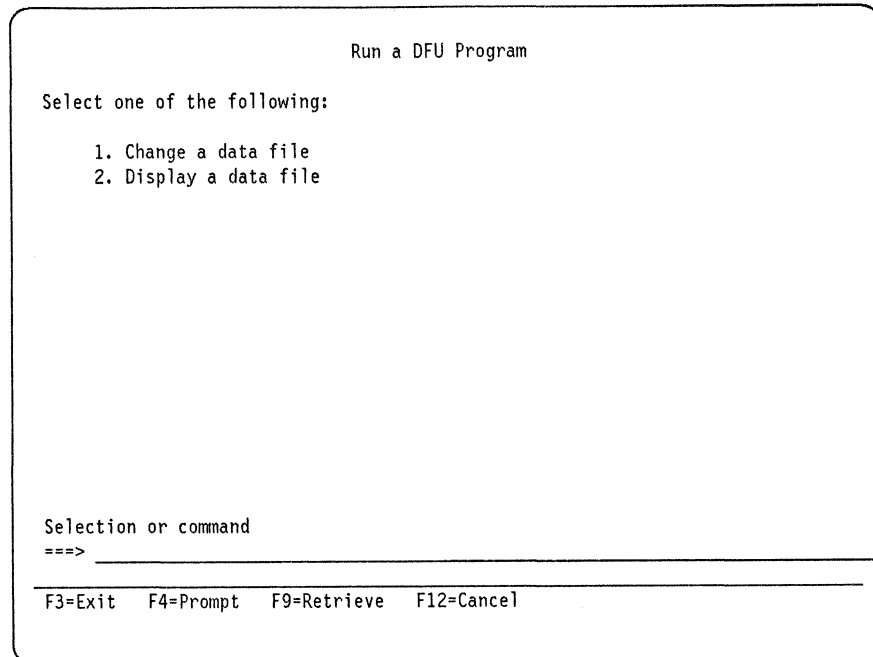 Run a DFU Program
Select one of the following:
1. Change a data file
2. Display a data file
Selection or command
===>
F3=Exit F4=Prompt F9=Retrieve F12=Cancel